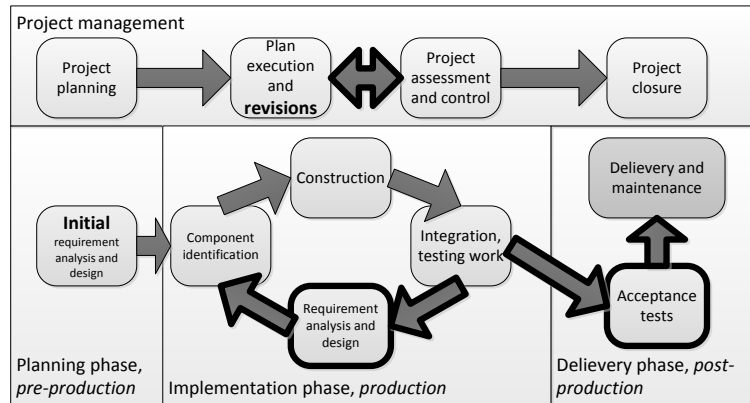 Project management
Project
planning
Plan
execution
and
revisions
Project
assessment
and control
Project
closure
Initial
requirement
analysis and
design
Component
identification
Construction
Integration,
testing work
Requirement
analysis and
design
Delievery and
maintenance
Acceptance
tests
Planning phase,
pre-production
Implementation phase, production
Delievery phase, post-
production